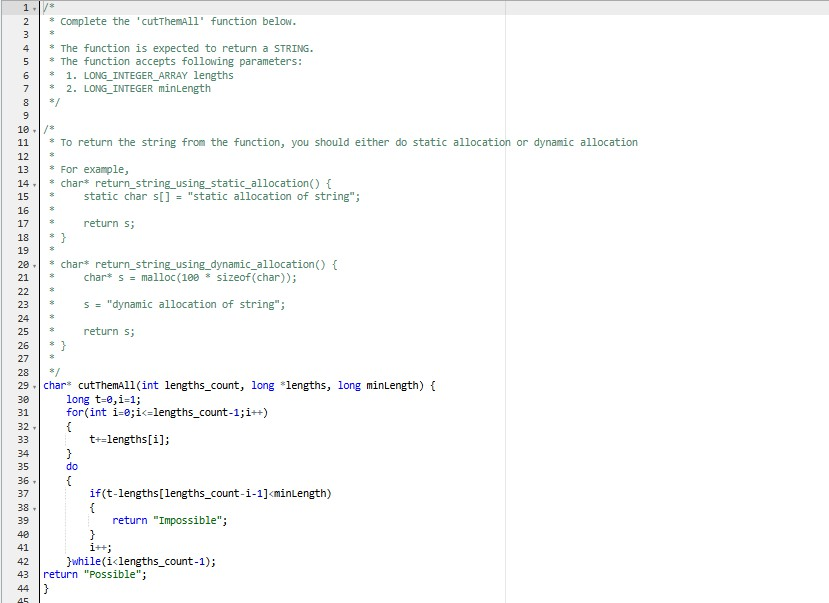 1 /*
2 * Complete the 'cutThemAll' function below.
3 *
4 * The function is expected to return a STRING.
5 * The function accepts following parameters:
6 *  1. LONG_INTEGER_ARRAY lengths
7 *  2. LONG_INTEGER minLength
8 */
9
10 /*
11 * To return the string from the function, you should either do static allocation or dynamic allocation
12 *
13 * For example,
14 * char* return_string_using_static_allocation() {
15 *     static char s[] = "static allocation of string";
16 *
17 *     return s;
18 * }
19 *
20 * char* return_string_using_dynamic_allocation() {
21 *     char* s = malloc(100 * sizeof(char));
22 *
23 *     s = "dynamic allocation of string";
24 *
25 *     return s;
26 * }
27 *
28 */
29 char* cutThemAll(int lengths_count, long *lengths, long minLength) {
30     long t=0,i=1;
31     for(int i=0;i<=lengths_count-1;i++)
32     {
33         t+=lengths[i];
34     }
35     do
36     {
37         if(t-lengths[lengths_count-i-1]<minLength)
38         {
39             return "Impossible";
40         }
41         i++;
42     }while(i<lengths_count-1);
43 return "Possible";
44 }
45